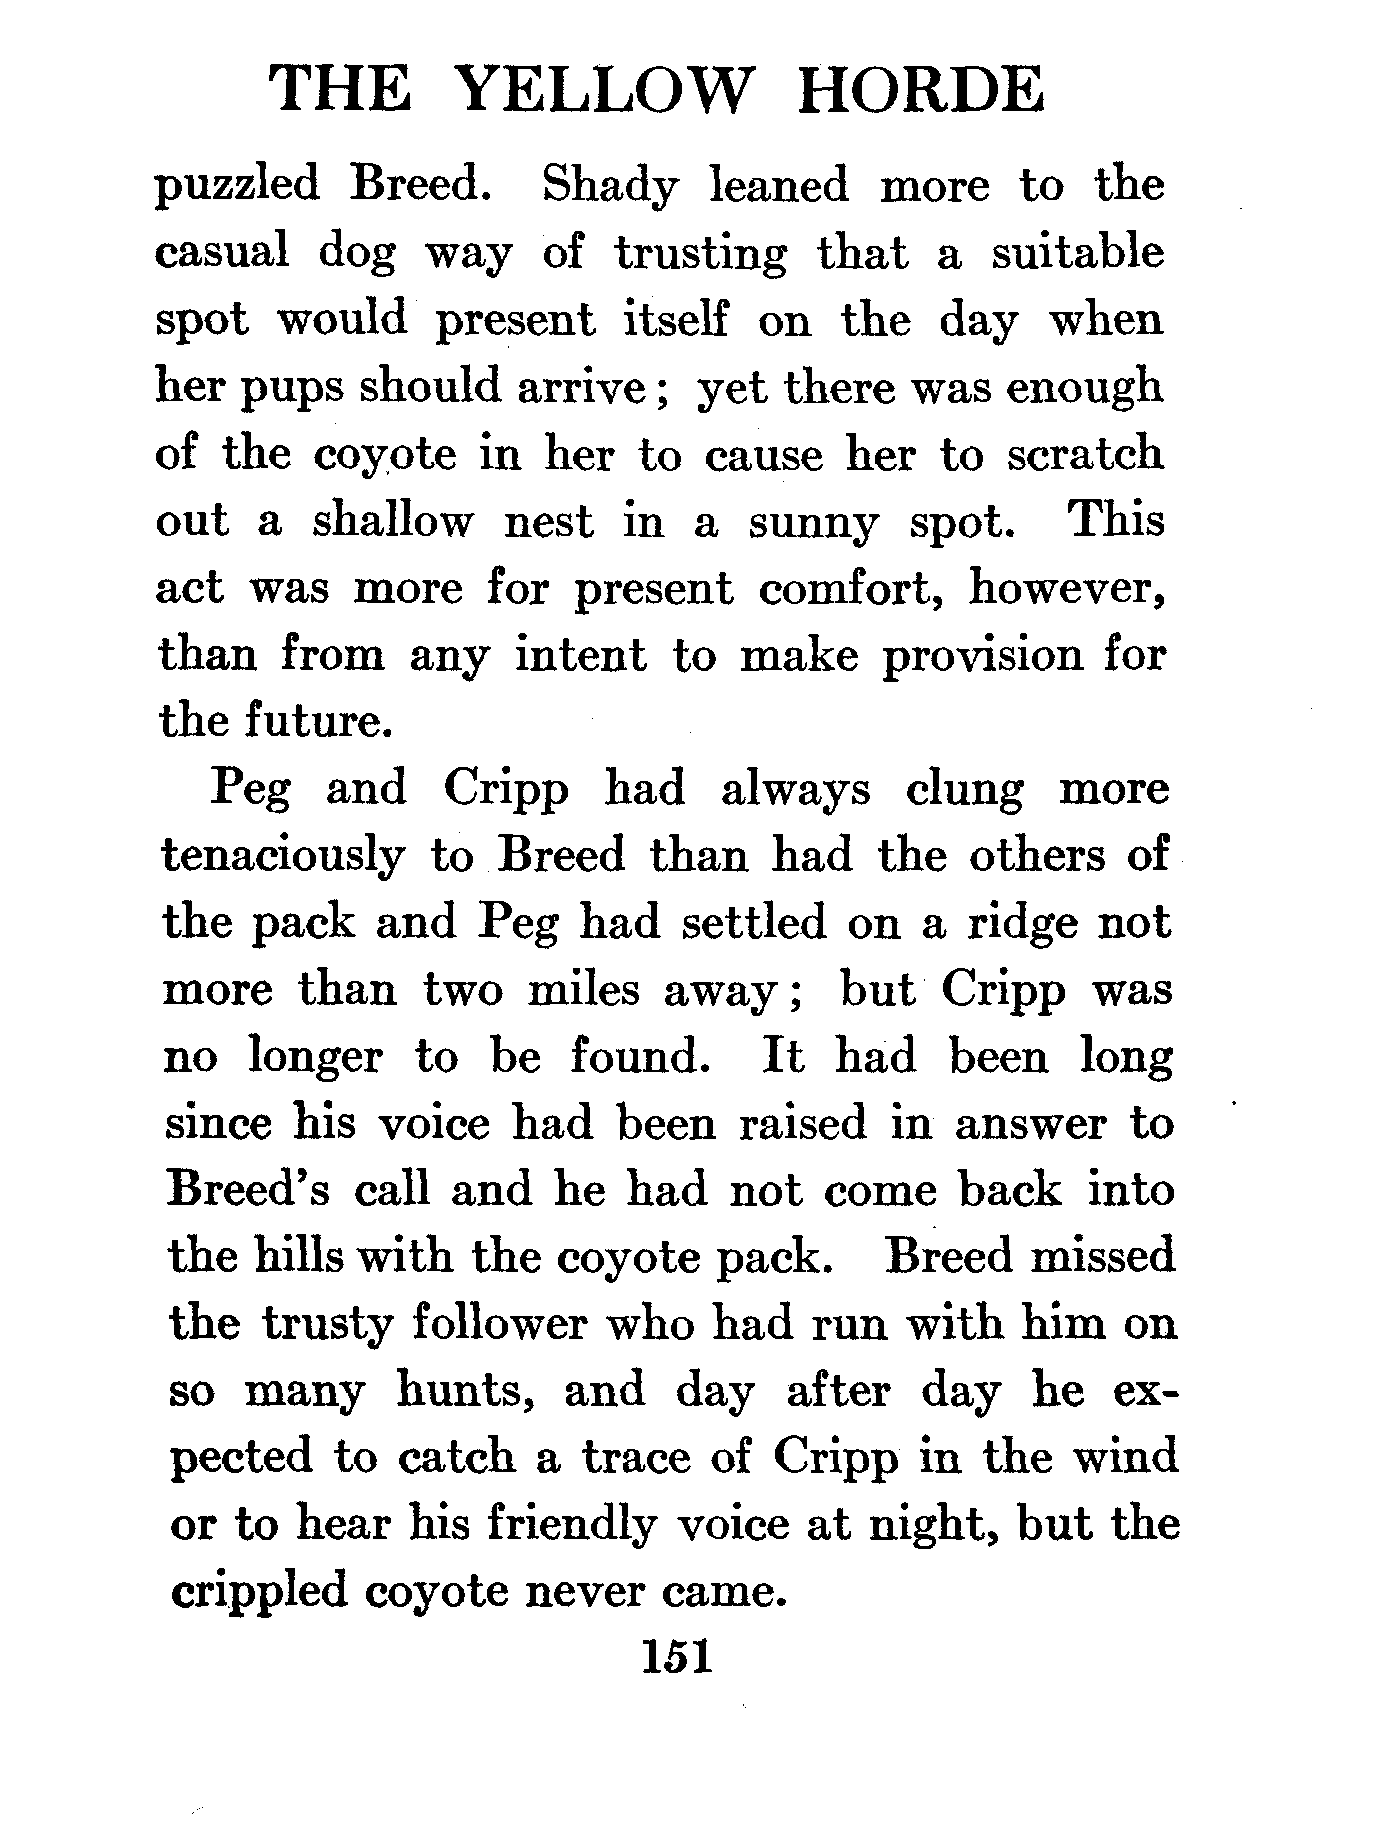 THE YELLOW HORDE
puzzled Breed. Shady leaned more to the
casual dog way of trusting that a suitable
spot would present itself on the day when
her pups should arrive; yet there was enough
of the coyote in her to cause her to scratch
out a shallow nest in a sunny spot. This
act was more for present comfort, however,
than from any intent to make provision for
the future.
Peg and Cripp had always clung more
tenaciously to Breed than had the others of
the pack and Peg had settled on a ridge not
more than two miles away; but Cripp was
no longer to be found. It had been long
since his voice had been raised in answer to
Breed's call and he had not come back into
the hills with the coyote pack. Breed missed
the trusty follower who had run with him on
so many hunts, and day after day he ex-
pected to catch a trace of Cripp in the wind
or to hear his friendly voice at night, but the
crippled coyote never came.
151